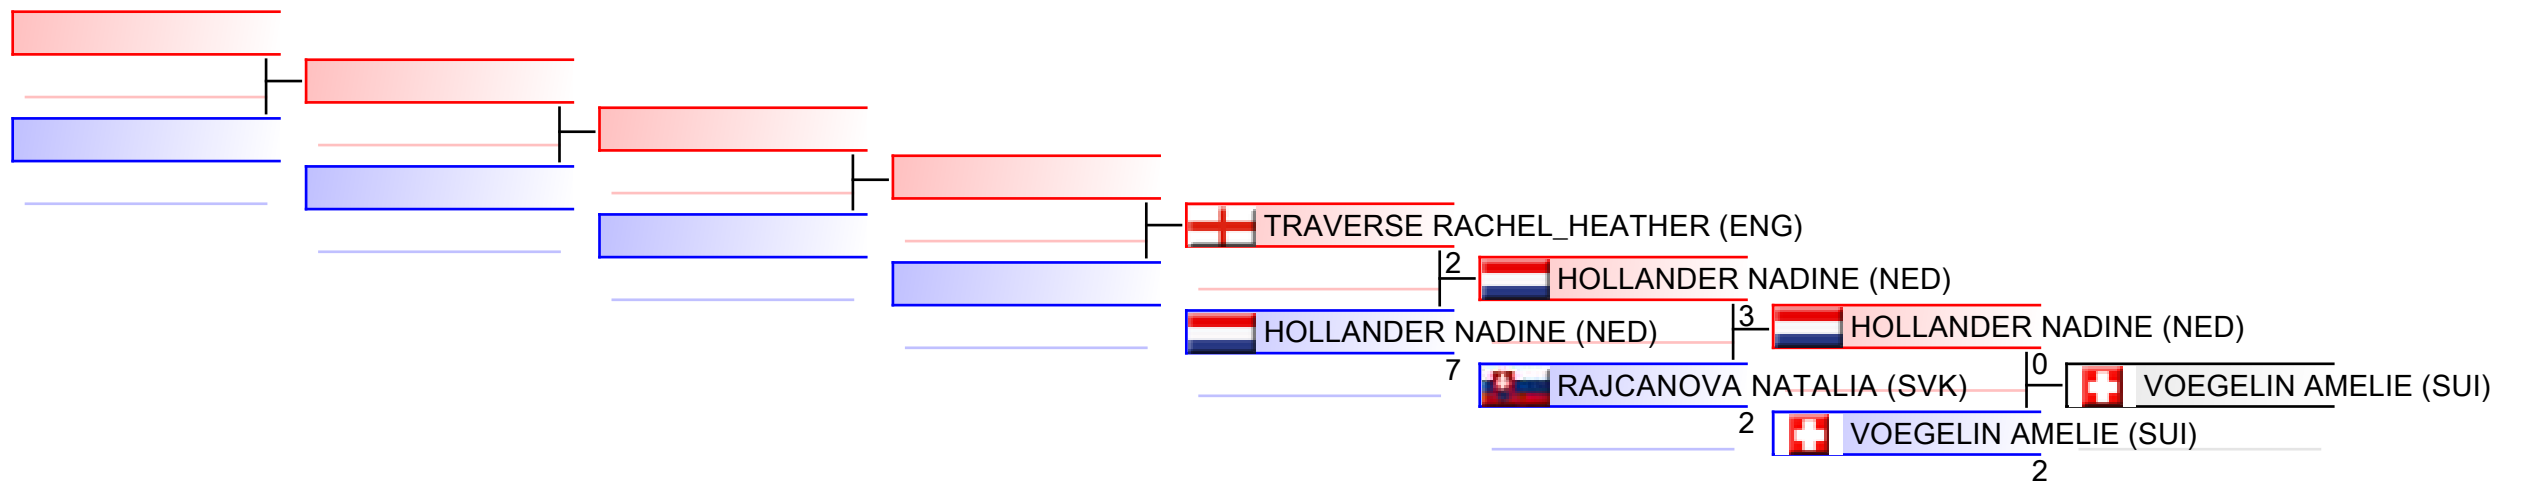 TRAVERSE RACHEL_HEATHER (ENG)
2
HOLLANDER NADINE (NED)
3
HOLLANDER NADINE (NED)
HOLLANDER NADINE (NED)
7
0
RAJCANOVA NATALIA (SVK)
VOEGELIN AMELIE (SUI)
2
VOEGELIN AMELIE (SUI)
2